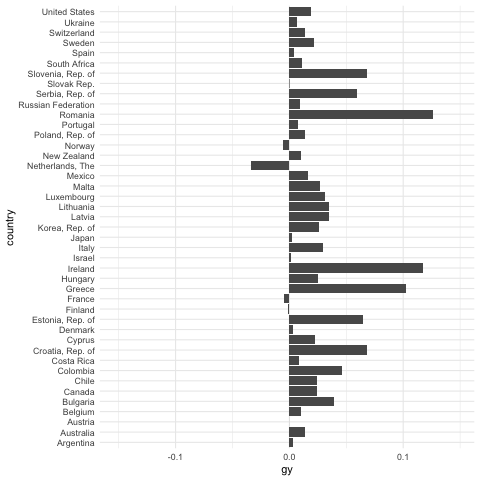 United States
Ukraine
Switzerland
Sweden
Spain
South Africa
Slovenia, Rep. of
Slovak Rep.
Serbia, Rep. of
Russian Federation
Romania
Portugal
Poland, Rep. of
Norway
New Zealand
Netherlands, The
Mexico
Malta
Luxembourg
Lithuania
Latvia
Korea, Rep. of
Japan
Italy
Israel
Ireland
Hungary
Greece
France
Finland
Estonia, Rep. of
Denmark
Cyprus
Croatia, Rep. of
Costa Rica
Colombia
Chile
Canada
Bulgaria
Belgium
Austria
Australia
Argentina
country
-0.1 0.0 0.1
gy